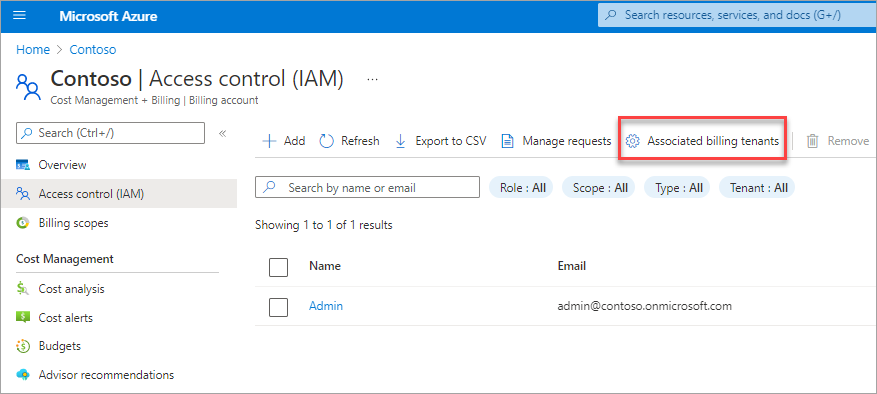 Microsoft Azure
Search resources, services, and docs (G+/)
Home > Contoso
Contoso | Access control (IAM) ...
Cost Management + Billing | Billing account
Search (Ctrl+/) «
Overview
Access control (IAM)
Billing scopes
Cost Management
Cost analysis
Cost alerts
Budgets
Advisor recommendations
+ Add Refresh Export to CSV Manage requests Associated billing tenants Remove
Search by name or email Role : All Scope : All Type : All Tenant : All
Showing 1 to 1 of 1 results
Name Email
Admin admin@contoso.onmicrosoft.com